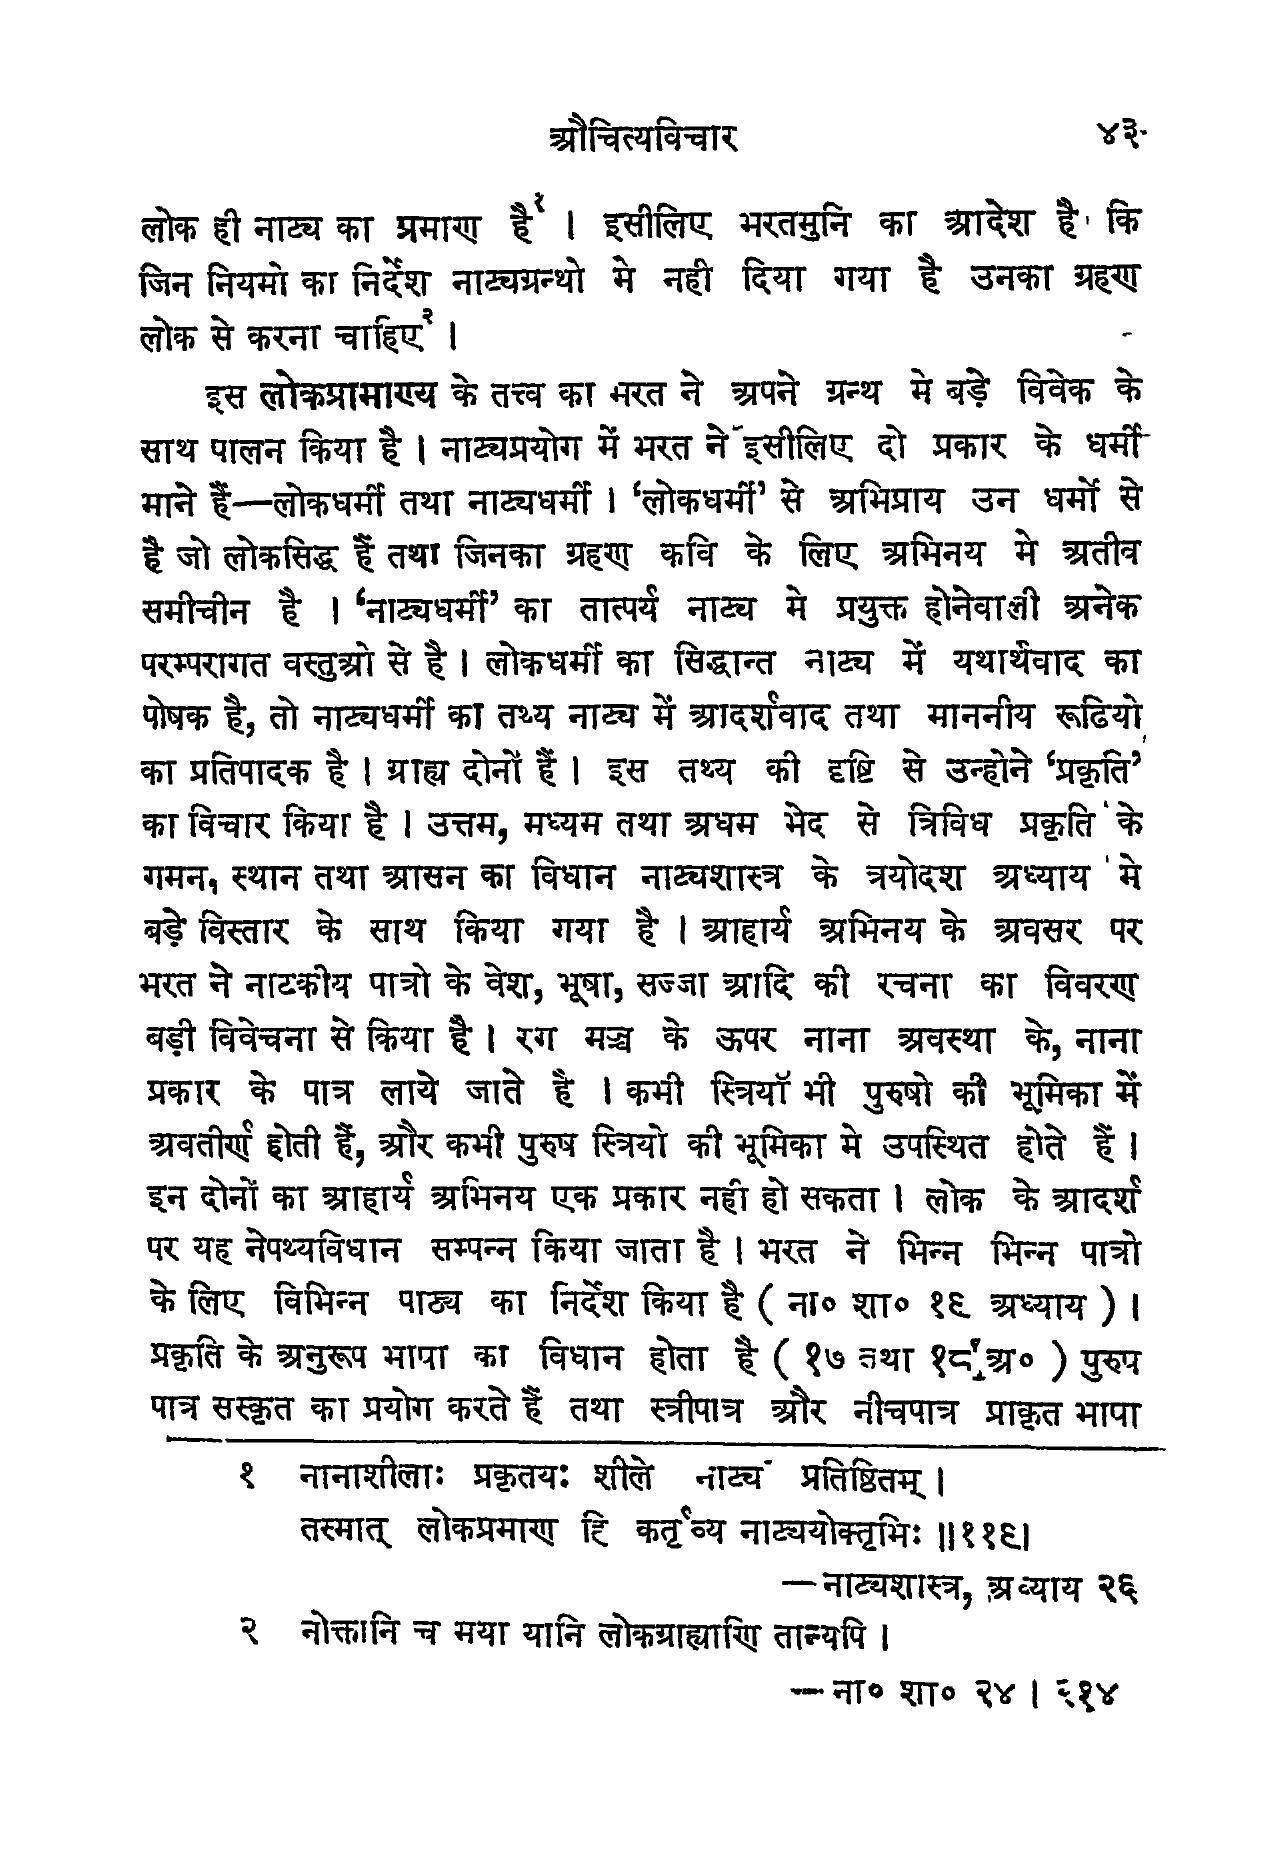 औचित्यविचार ४३
लोक ही नाट्य का प्रमाण है१ । इसीलिए भरतमुनि का आदेश है कि
जिन नियमो का निर्देश नाट्यग्रन्थो मे नही दिया गया है उनका ग्रहण
लोक से करना चाहिए२ ।
इस लोकप्रामाण्य के तत्त्व का भरत ने अपने ग्रन्थ मे बड़े विवेक के
साथ पालन किया है । नाट्यप्रयोग में भरत ने इसीलिए दो प्रकार के धर्मी
माने हैं—लोकधर्मी तथा नाट्यधर्मी । ‘लोकधर्मी’ से अभिप्राय उन धर्मों से
है जो लोकसिद्ध हैं तथा जिनका ग्रहण कवि के लिए अभिनय मे अतीव
समीचीन है । ‘नाट्यधर्मी’ का तात्पर्य नाट्य मे प्रयुक्त होनेवाली अनेक
परम्परागत वस्तुओ से है । लोकधर्मी का सिद्धान्त नाट्य में यथार्थवाद का
पोषक है, तो नाट्यधर्मी का तथ्य नाट्य में आदर्शवाद तथा माननीय रूढियो
का प्रतिपादक है । ग्राह्य दोनों हैं । इस तथ्य की दृष्टि से उन्होने ‘प्रकृति’
का विचार किया है । उत्तम, मध्यम तथा अधम भेद से त्रिविध प्रकृति के
गमन, स्थान तथा आसन का विधान नाट्यशास्त्र के त्रयोदश अध्याय मे
बड़े विस्तार के साथ किया गया है । आहार्य अभिनय के अवसर पर
भरत ने नाटकीय पात्रो के वेश, भूषा, सज्जा आदि की रचना का विवरण
बड़ी विवेचना से किया है । रग मञ्च के ऊपर नाना अवस्था के, नाना
प्रकार के पात्र लाये जाते है । कभी स्त्रियॉ भी पुरुषो की भूमिका में
अवतीर्ण होती हैं, और कभी पुरुष स्त्रियो की भूमिका मे उपस्थित होते हैं ।
इन दोनों का आहार्य अभिनय एक प्रकार नही हो सकता । लोक के आदर्श
पर यह नेपथ्यविधान सम्पन्न किया जाता है । भरत ने भिन्न भिन्न पात्रो
के लिए विभिन्न पाठ्य का निर्देश किया है ( ना० शा० १९ अध्याय ) ।
प्रकृति के अनुरूप भाषा का विधान होता है ( १७ तथा १८ अ० ) पुरुष
पात्र सस्कृत का प्रयोग करते हैं तथा स्त्रीपात्र और नीचपात्र प्राकृत भाषा
१ नानाशीलाः प्रकृतयः शीले नाट्यं प्रतिष्ठितम् ।
तस्मात् लोकप्रमाण हि कर्तृव्य नाट्ययोक्तृभिः ॥११९।
—नाट्यशास्त्र, अध्याय २६
२ नोक्तानि च मया यानि लोकग्राह्याणि तान्यपि ।
—ना० शा० २४ ।